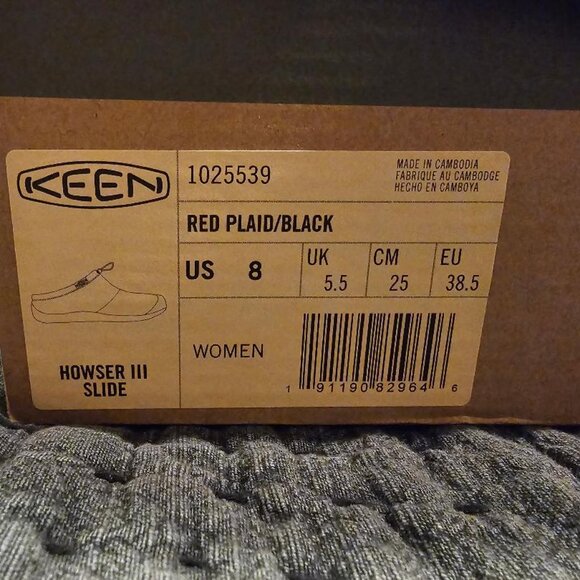 KEEN
1025539
MADE IN CAMBODIA
FABRIQUE AU CAMBODGE
HECHO EN CAMBOYA
RED PLAID/BLACK
US 8
UK
5.5
CM
25
EU
38.5
HOWSER III
SLIDE
WOMEN
1 91190 82964 6